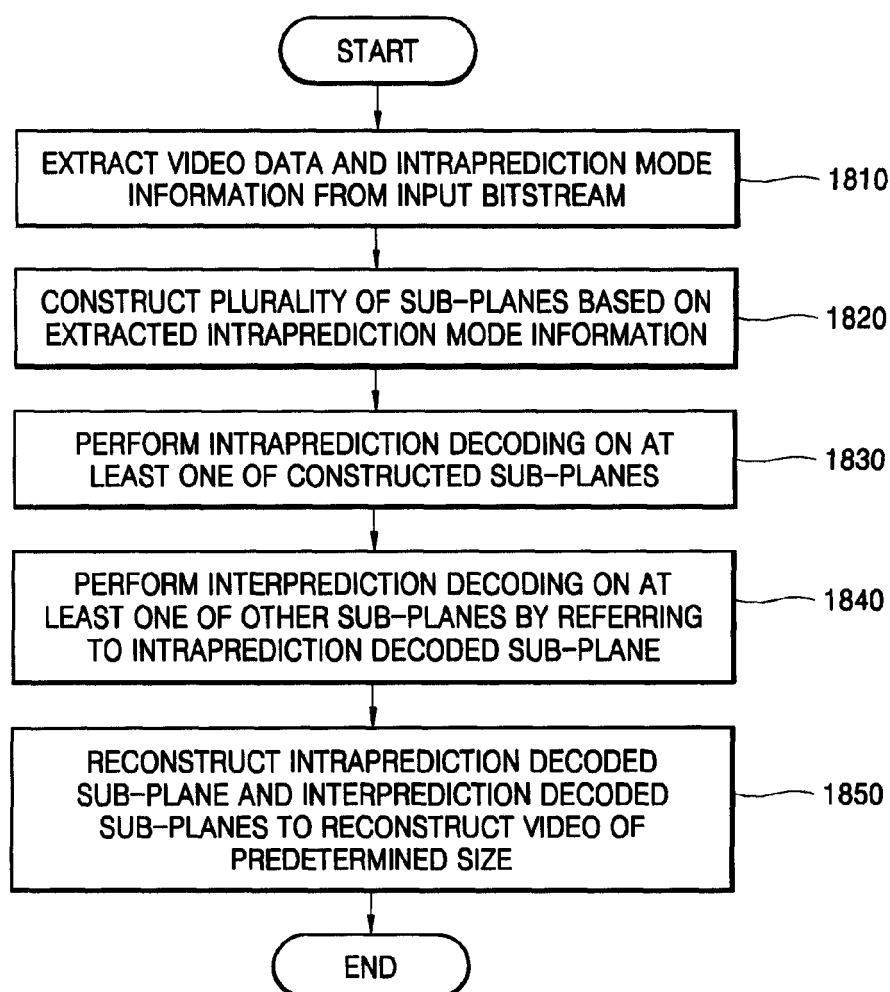 START
EXTRACT VIDEO DATA AND INTRAPREDICTION MODE
INFORMATION FROM INPUT BITSTREAM
1810
CONSTRUCT PLURALITY OF SUB-PLANES BASED ON
EXTRACTED INTRAPREDICTION MODE INFORMATION
1820
PERFORM INTRAPREDICTION DECODING ON AT
LEAST ONE OF CONSTRUCTED SUB-PLANES
1830
PERFORM INTERPREDICTION DECODING ON AT
LEAST ONE OF OTHER SUB-PLANES BY REFERRING
TO INTRAPREDICTION DECODED SUB-PLANE
1840
RECONSTRUCT INTRAPREDICTION DECODED
SUB-PLANE AND INTERPREDICTION DECODED
SUB-PLANES TO RECONSTRUCT VIDEO OF
PREDETERMINED SIZE
1850
END